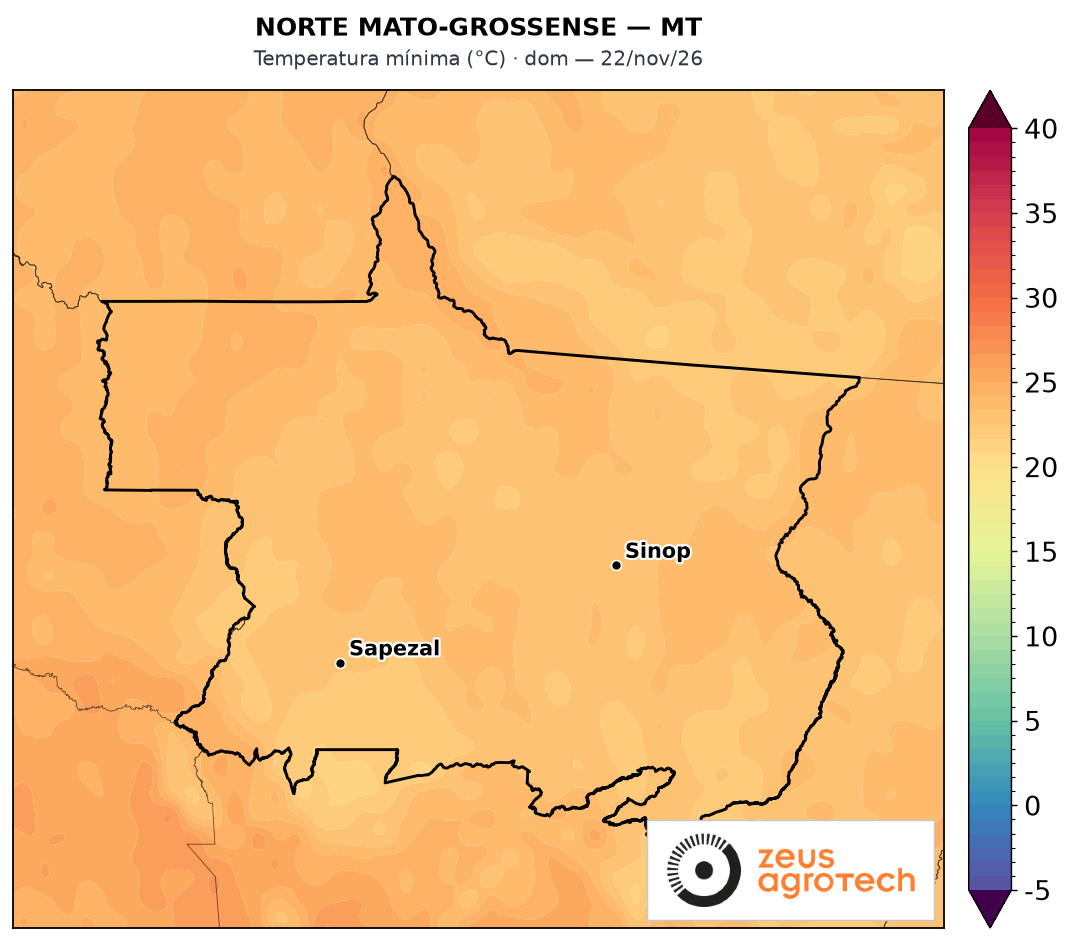 NORTE MATO-GROSSENSE — MT
Temperatura mínima (°C) · dom — 22/nov/26
40
35
30
25
20
15
10
5
0
-5
Sinop
Sapezal
zeus
agrotech